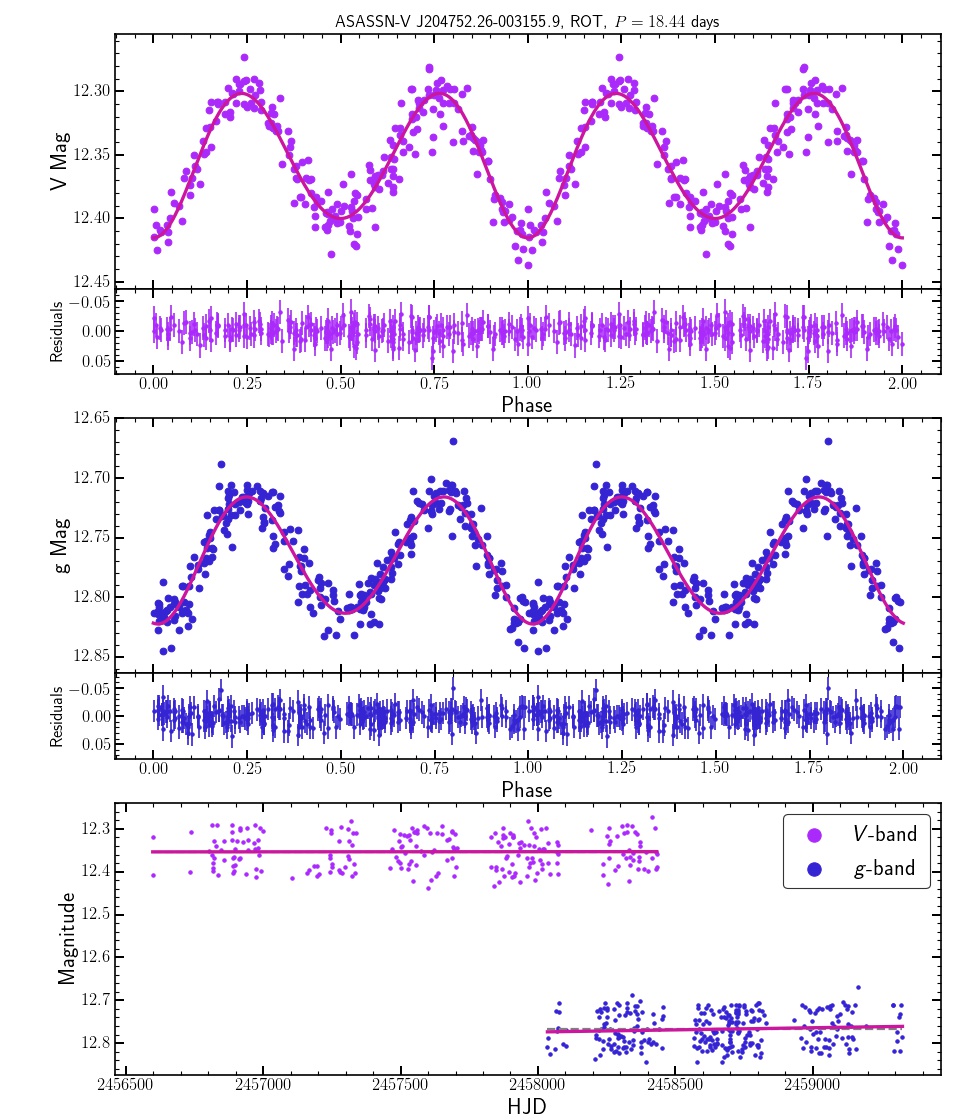 ASASSN-V J204752.26-003155.9, ROT, P = 18.44 days
V Mag
12.30
12.35
12.40
12.45
Residuals
−0.05
0.00
0.05
0.00 0.25 0.50 0.75 1.00 1.25 1.50 1.75 2.00
Phase
g Mag
12.65
12.70
12.75
12.80
12.85
Residuals
−0.05
0.00
0.05
0.00 0.25 0.50 0.75 1.00 1.25 1.50 1.75 2.00
Phase
Magnitude
12.3
12.4
12.5
12.6
12.7
12.8
V-band
g-band
2456500 2457000 2457500 2458000 2458500 2459000
HJD